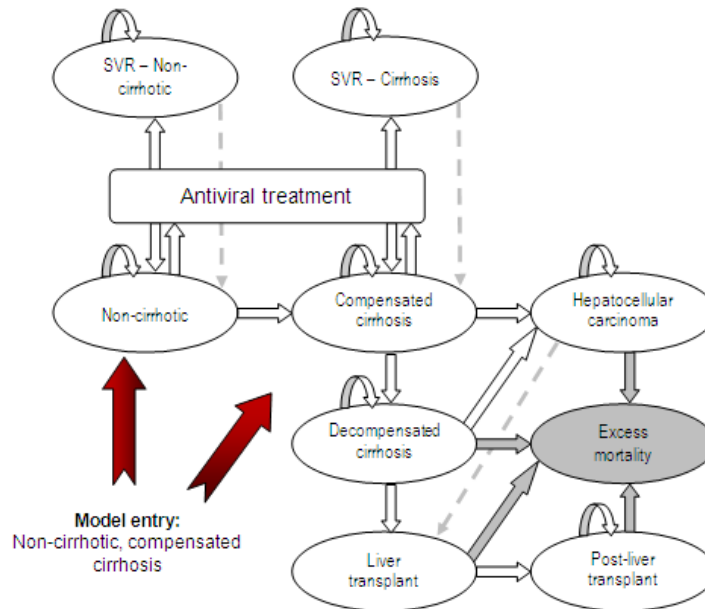 SVR – Non-
cirrhotic
SVR – Cirrhosis
Antiviral treatment
Non-cirrhotic
Compensated
cirrhosis
Hepatocellular
carcinoma
Decompensated
cirrhosis
Excess
mortality
Model entry:
Non-cirrhotic, compensated
cirrhosis
Liver
transplant
Post-liver
transplant